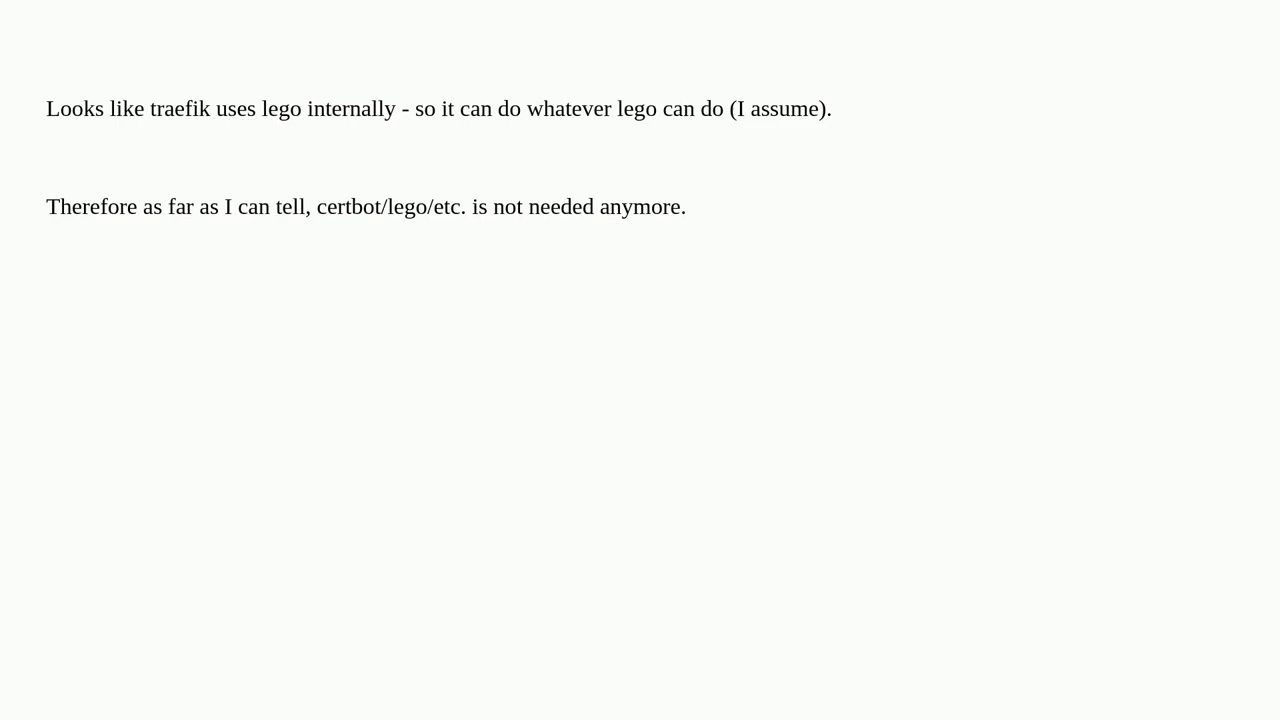 Looks like traefik uses lego internally - so it can do whatever lego can do (I assume).
Therefore as far as I can tell, certbot/lego/etc. is not needed anymore.